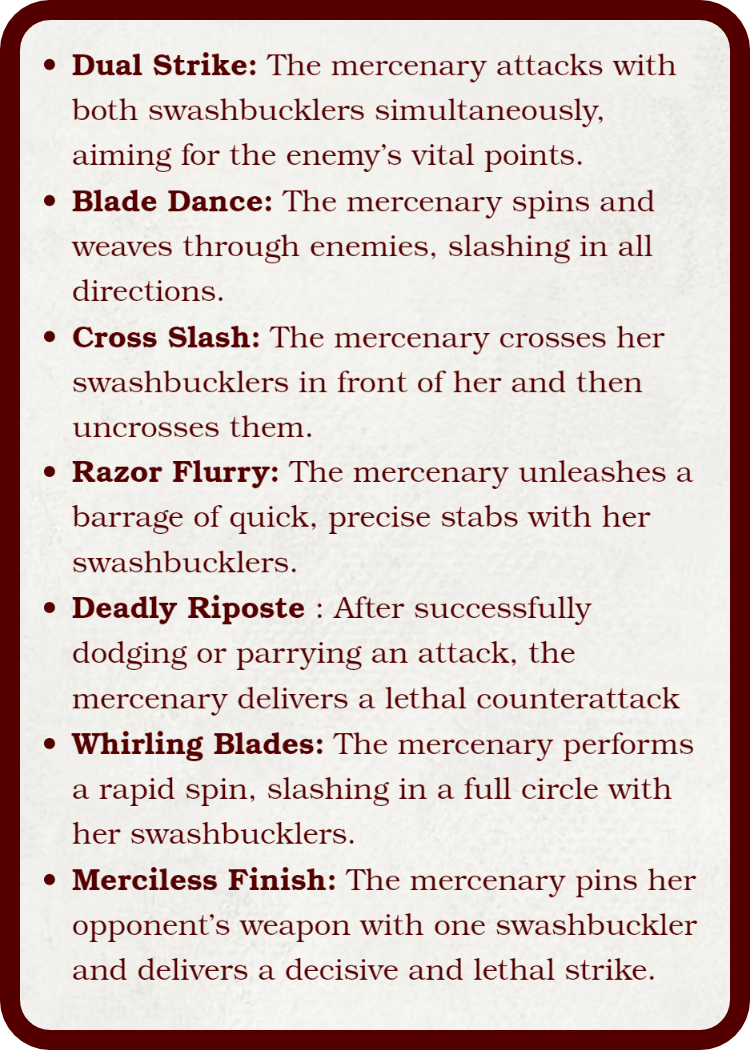 • Dual Strike: The mercenary attacks with
both swashbucklers simultaneously,
aiming for the enemy’s vital points.
• Blade Dance: The mercenary spins and
weaves through enemies, slashing in all
directions.
• Cross Slash: The mercenary crosses her
swashbucklers in front of her and then
uncrosses them.
• Razor Flurry: The mercenary unleashes a
barrage of quick, precise stabs with her
swashbucklers.
• Deadly Riposte : After successfully
dodging or parrying an attack, the
mercenary delivers a lethal counterattack
• Whirling Blades: The mercenary performs
a rapid spin, slashing in a full circle with
her swashbucklers.
• Merciless Finish: The mercenary pins her
opponent’s weapon with one swashbuckler
and delivers a decisive and lethal strike.